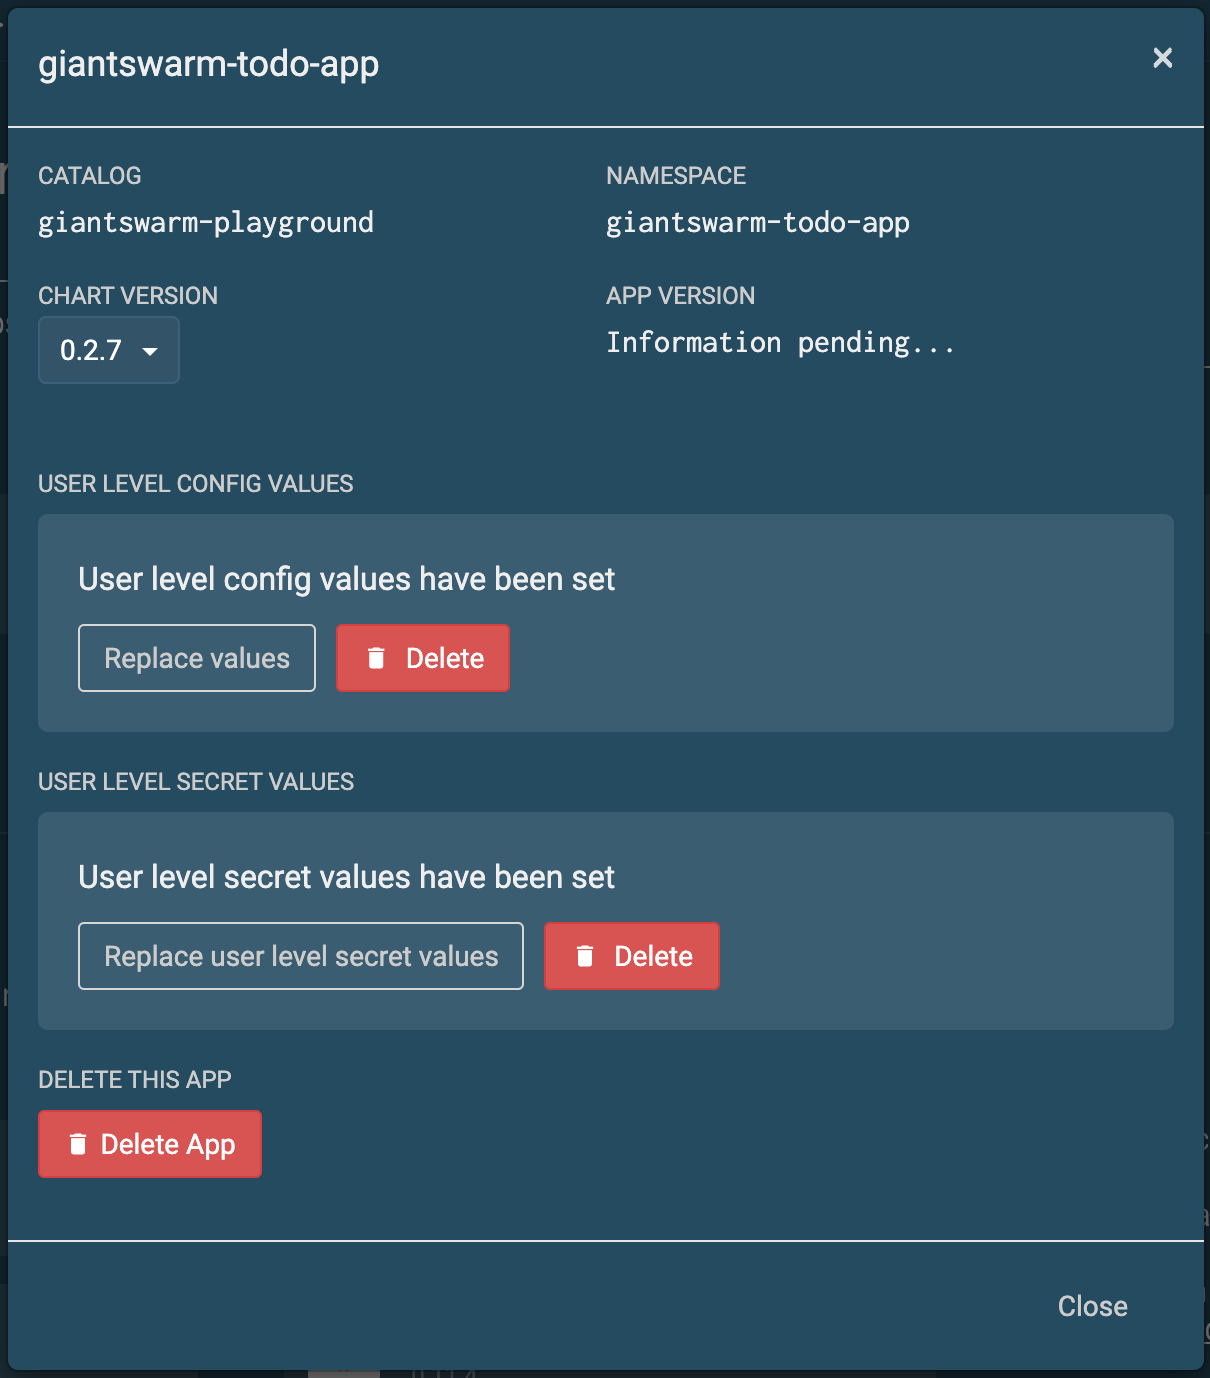 giantswarm-todo-app
CATALOG
giantswarm-playground
NAMESPACE
giantswarm-todo-app
CHART VERSION
0.2.7
APP VERSION
Information pending...
USER LEVEL CONFIG VALUES
User level config values have been set
Replace values
Delete
USER LEVEL SECRET VALUES
User level secret values have been set
Replace user level secret values
Delete
DELETE THIS APP
Delete App
Close